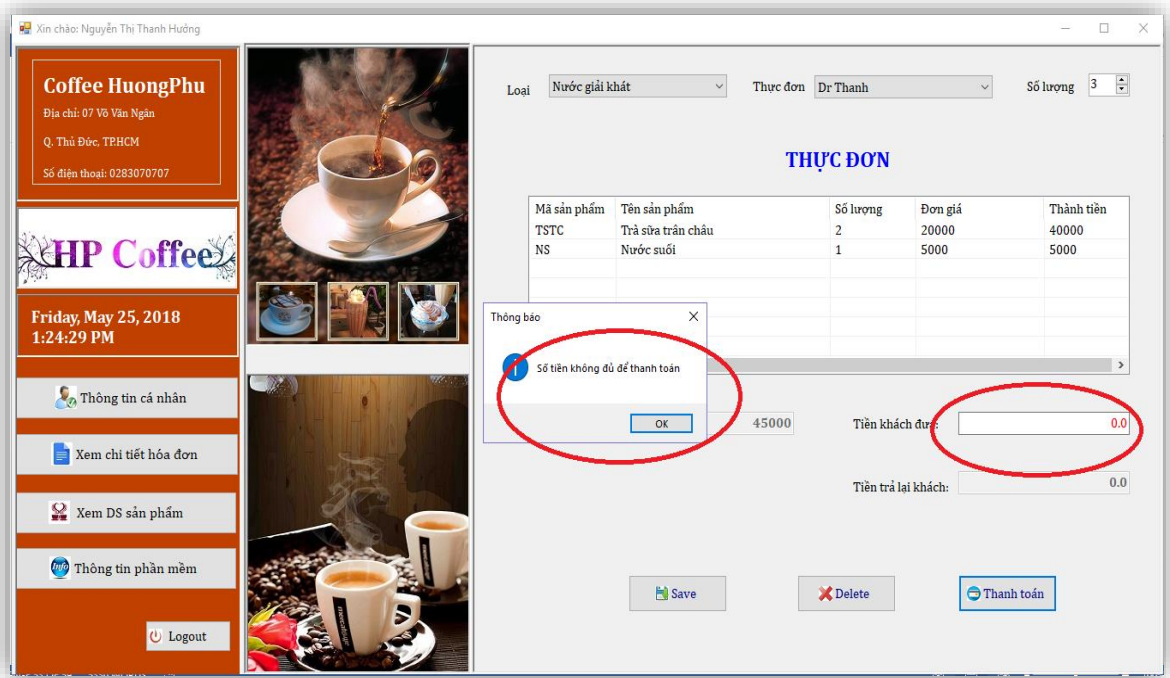 Xin chào: Nguyễn Thị Thanh Hưởng
Coffee HuongPhu
Địa chỉ: 07 Võ Văn Ngân
Q. Thủ Đức, TP.HCM
Số điện thoại: 0283070707
HP Coffee
Friday, May 25, 2018
1:24:29 PM
Thông tin cá nhân
Xem chi tiết hóa đơn
Xem DS sản phẩm
Info Thông tin phần mềm
Logout
Loại Nước giải khát Thực đơn Dr Thanh Số lượng 3
THỰC ĐƠN
Mã sản phẩm Tên sản phẩm Số lượng Đơn giá Thành tiền
TSTC Trà sữa trân châu 2 20000 40000
NS Nước suối 1 5000 5000
Thông báo
Số tiền không đủ để thanh toán
OK
45000 Tiền khách đưa: 0.0
Tiền trả lại khách: 0.0
Save Delete Thanh toán